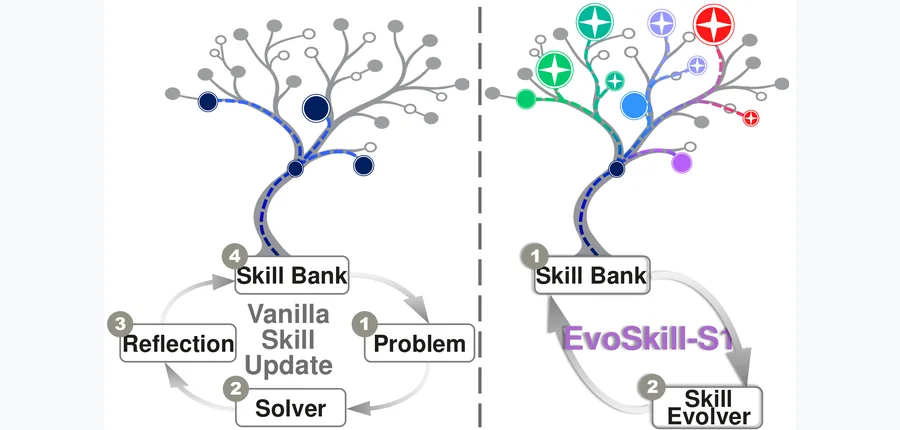 4
Skill Bank
Vanilla
Skill
Update
3
Reflection
1
Problem
2
Solver
1
Skill Bank
EvoSkill-S1
2
Skill
Evolver